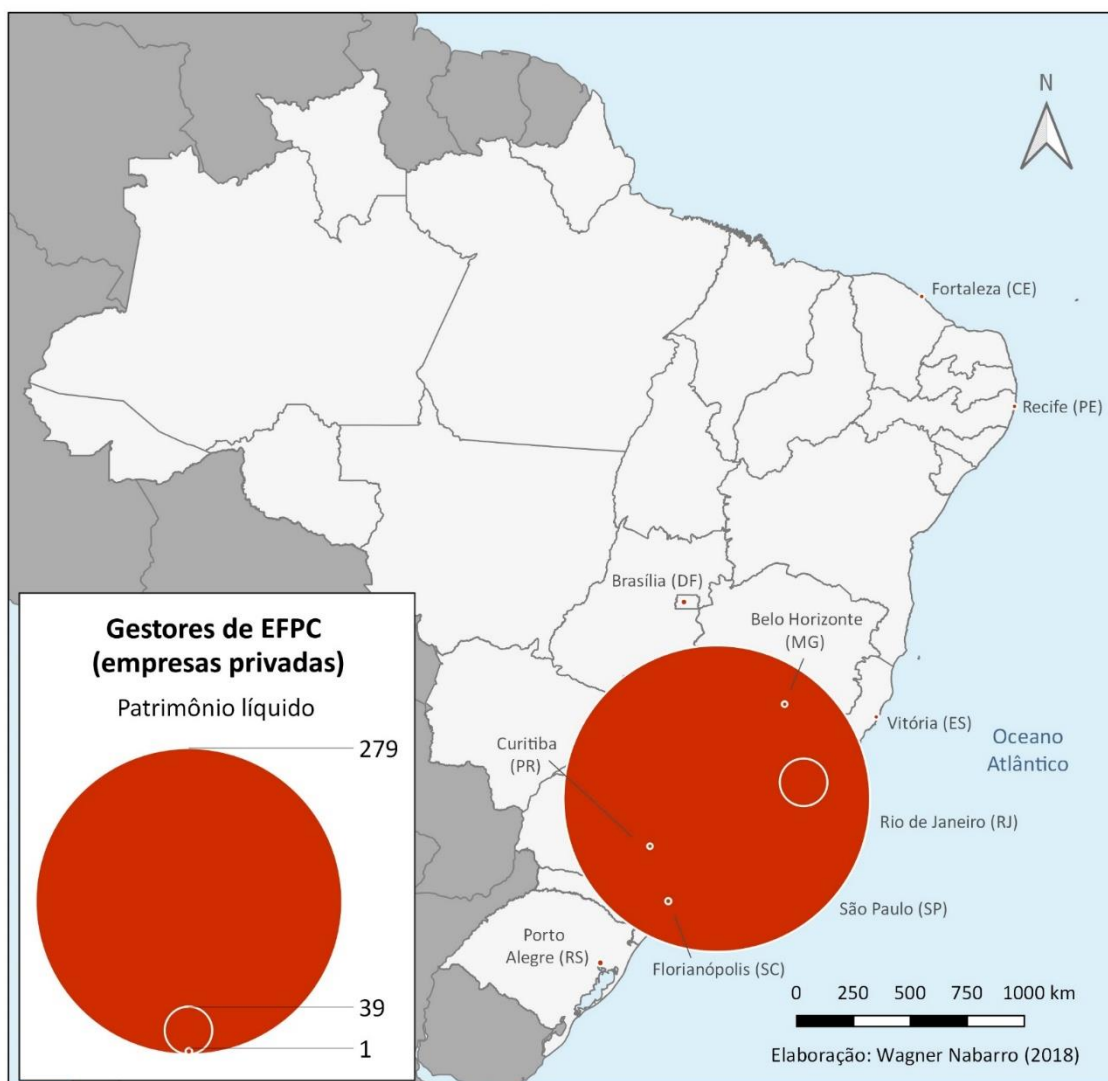 N
Fortaleza (CE)
Recife (PE)
Brasília (DF)
Belo Horizonte
(MG)
Vitória (ES)
Oceano
Atlântico
Curitiba
(PR)
Rio de Janeiro (RJ)
São Paulo (SP)
Porto
Alegre (RS)
Florianópolis (SC)
Gestores de EFPC
(empresas privadas)
Patrimônio líquido
279
39
1
0 250 500 750 1000 km
Elaboração: Wagner Nabarro (2018)